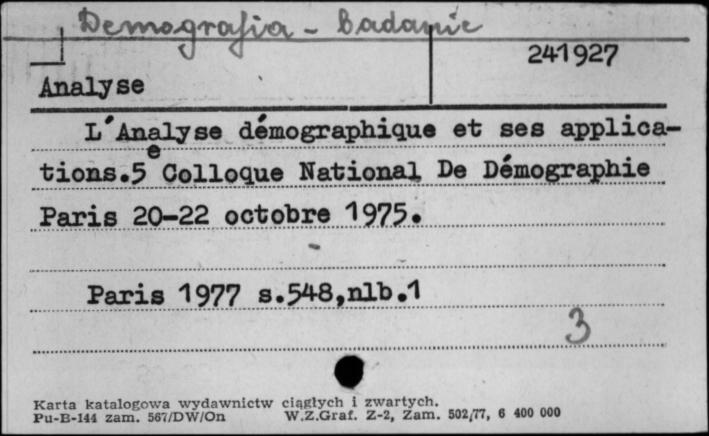 Demografia - badanie
241927
Analyse
L'Analyse démographique et ses applica-
tions.5e Colloque National De Démographie
Paris 20-22 octobre 1975.
Paris 1977 s.548,nlb.1
3
Karta katalogowa wydawnictw ciągłych i zwartych.
Pu-B-144 zam. 567/DW/On W.Z.Graf. Z-2, Zam. 502/77, 6 400 000